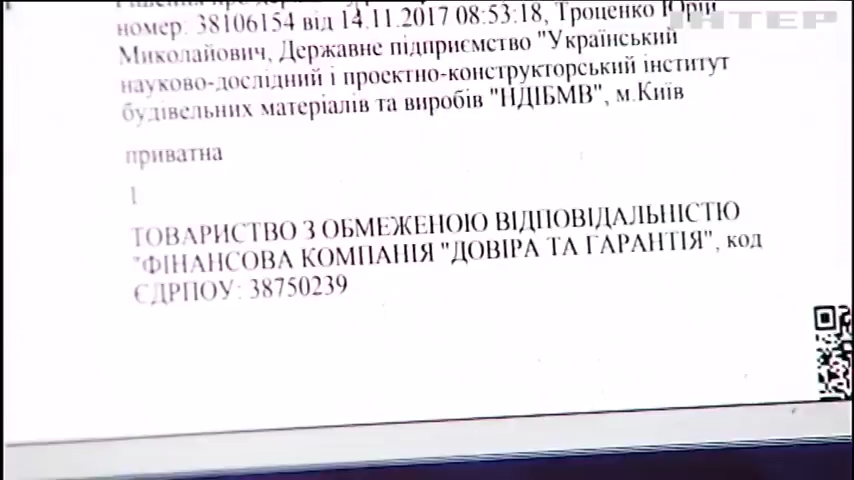 номер: 38106154 від 14.11.2017 08:53:18, Троценко Юрій
ІНТЕР
Миколайович, Державне підприємство "Український
науково-дослідний і проектно-конструкторський інститут
будівельних матеріалів та виробів "НДІБМВ", м.Київ
приватна
1
ТОВАРИСТВО З ОБМЕЖЕНОЮ ВІДПОВІДАЛЬНІСТЮ
"ФІНАНСОВА КОМПАНІЯ "ДОВІРА ТА ГАРАНТІЯ", код
ЄДРПОУ: 38750239